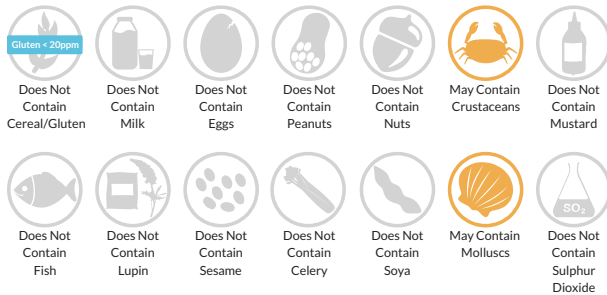 Gluten < 20ppm
Does Not
Contain
Cereal/Gluten
Does Not
Contain
Milk
Does Not
Contain
Eggs
Does Not
Contain
Peanuts
Does Not
Contain
Nuts
May Contain
Crustaceans
Does Not
Contain
Mustard
Does Not
Contain
Fish
Does Not
Contain
Lupin
Does Not
Contain
Sesame
Does Not
Contain
Celery
Does Not
Contain
Soya
May Contain
Molluscs
SO₂
Does Not
Contain
Sulphur
Dioxide